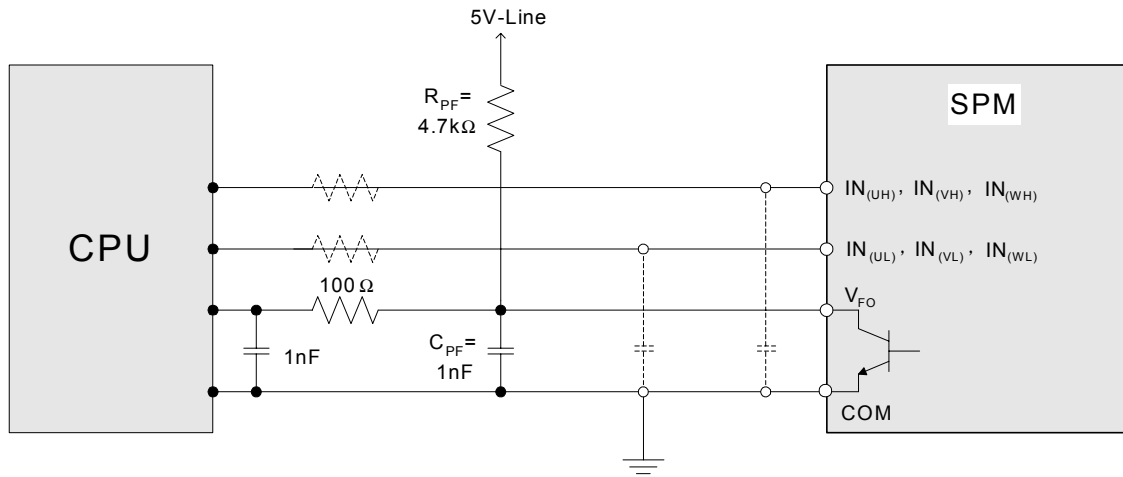 5V-Line
R_PF=
4.7kΩ
SPM
CPU
IN_(UH), IN_(VH), IN_(WH)
IN_(UL), IN_(VL), IN_(WL)
100 Ω
V_FO
1nF
C_PF=
1nF
COM